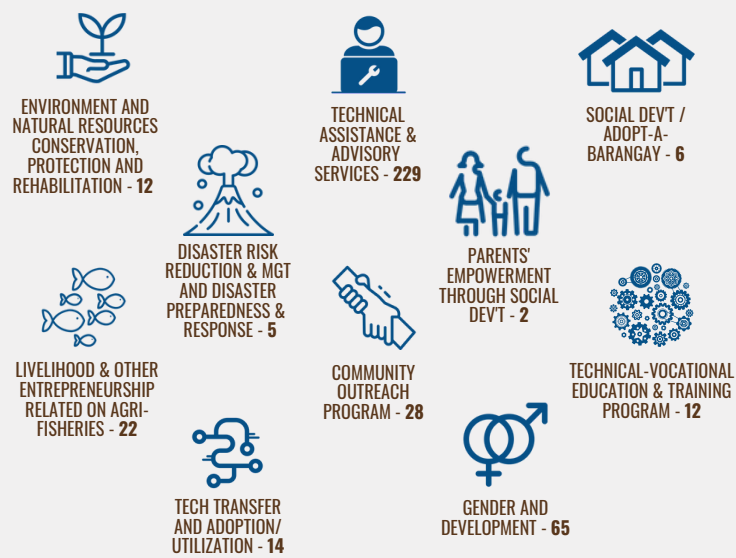 ENVIRONMENT AND
NATURAL RESOURCES
CONSERVATION,
PROTECTION AND
REHABILITATION - 12
TECHNICAL
ASSISTANCE &
ADVISORY
SERVICES - 229
SOCIAL DEV'T /
ADOPT-A-
BARANGAY - 6
DISASTER RISK
REDUCTION & MGT
AND DISASTER
PREPAREDNESS &
RESPONSE - 5
PARENTS'
EMPOWERMENT
THROUGH SOCIAL
DEV'T - 2
LIVELIHOOD & OTHER
ENTREPRENEURSHIP
RELATED ON AGRI-
FISHERIES - 22
COMMUNITY
OUTREACH
PROGRAM - 28
TECHNICAL-VOCATIONAL
EDUCATION & TRAINING
PROGRAM - 12
TECH TRANSFER
AND ADOPTION/
UTILIZATION - 14
GENDER AND
DEVELOPMENT - 65